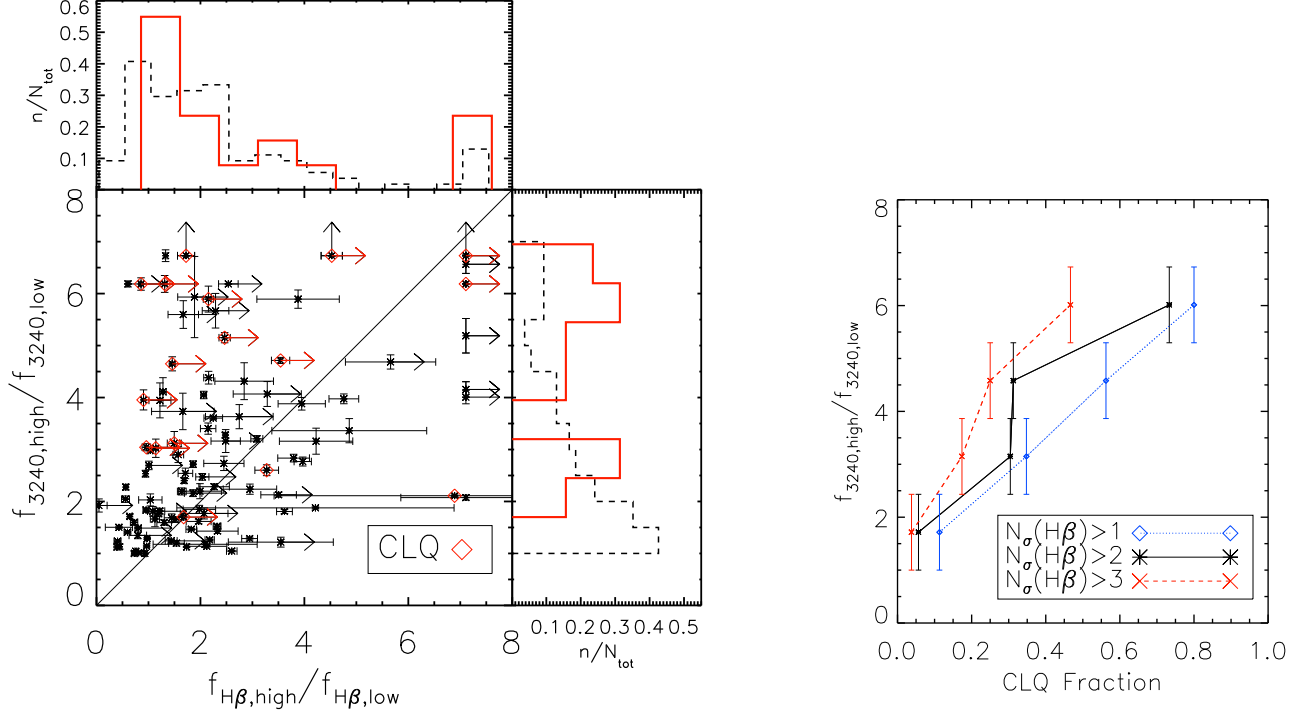 0.6
0.5
0.4
0.3
0.2
0.1
n/N_tot
8
6
4
2
0
f_3240,high/f_3240,low
CLQ
0 2 4 6 8
f_Hβ,high/f_Hβ,low
0.1 0.2 0.3 0.4 0.5
n/N_tot
8
6
4
2
0
f_3240,high/f_3240,low
N_σ(Hβ)>1
N_σ(Hβ)>2
N_σ(Hβ)>3
0.0 0.2 0.4 0.6 0.8 1.0
CLQ Fraction